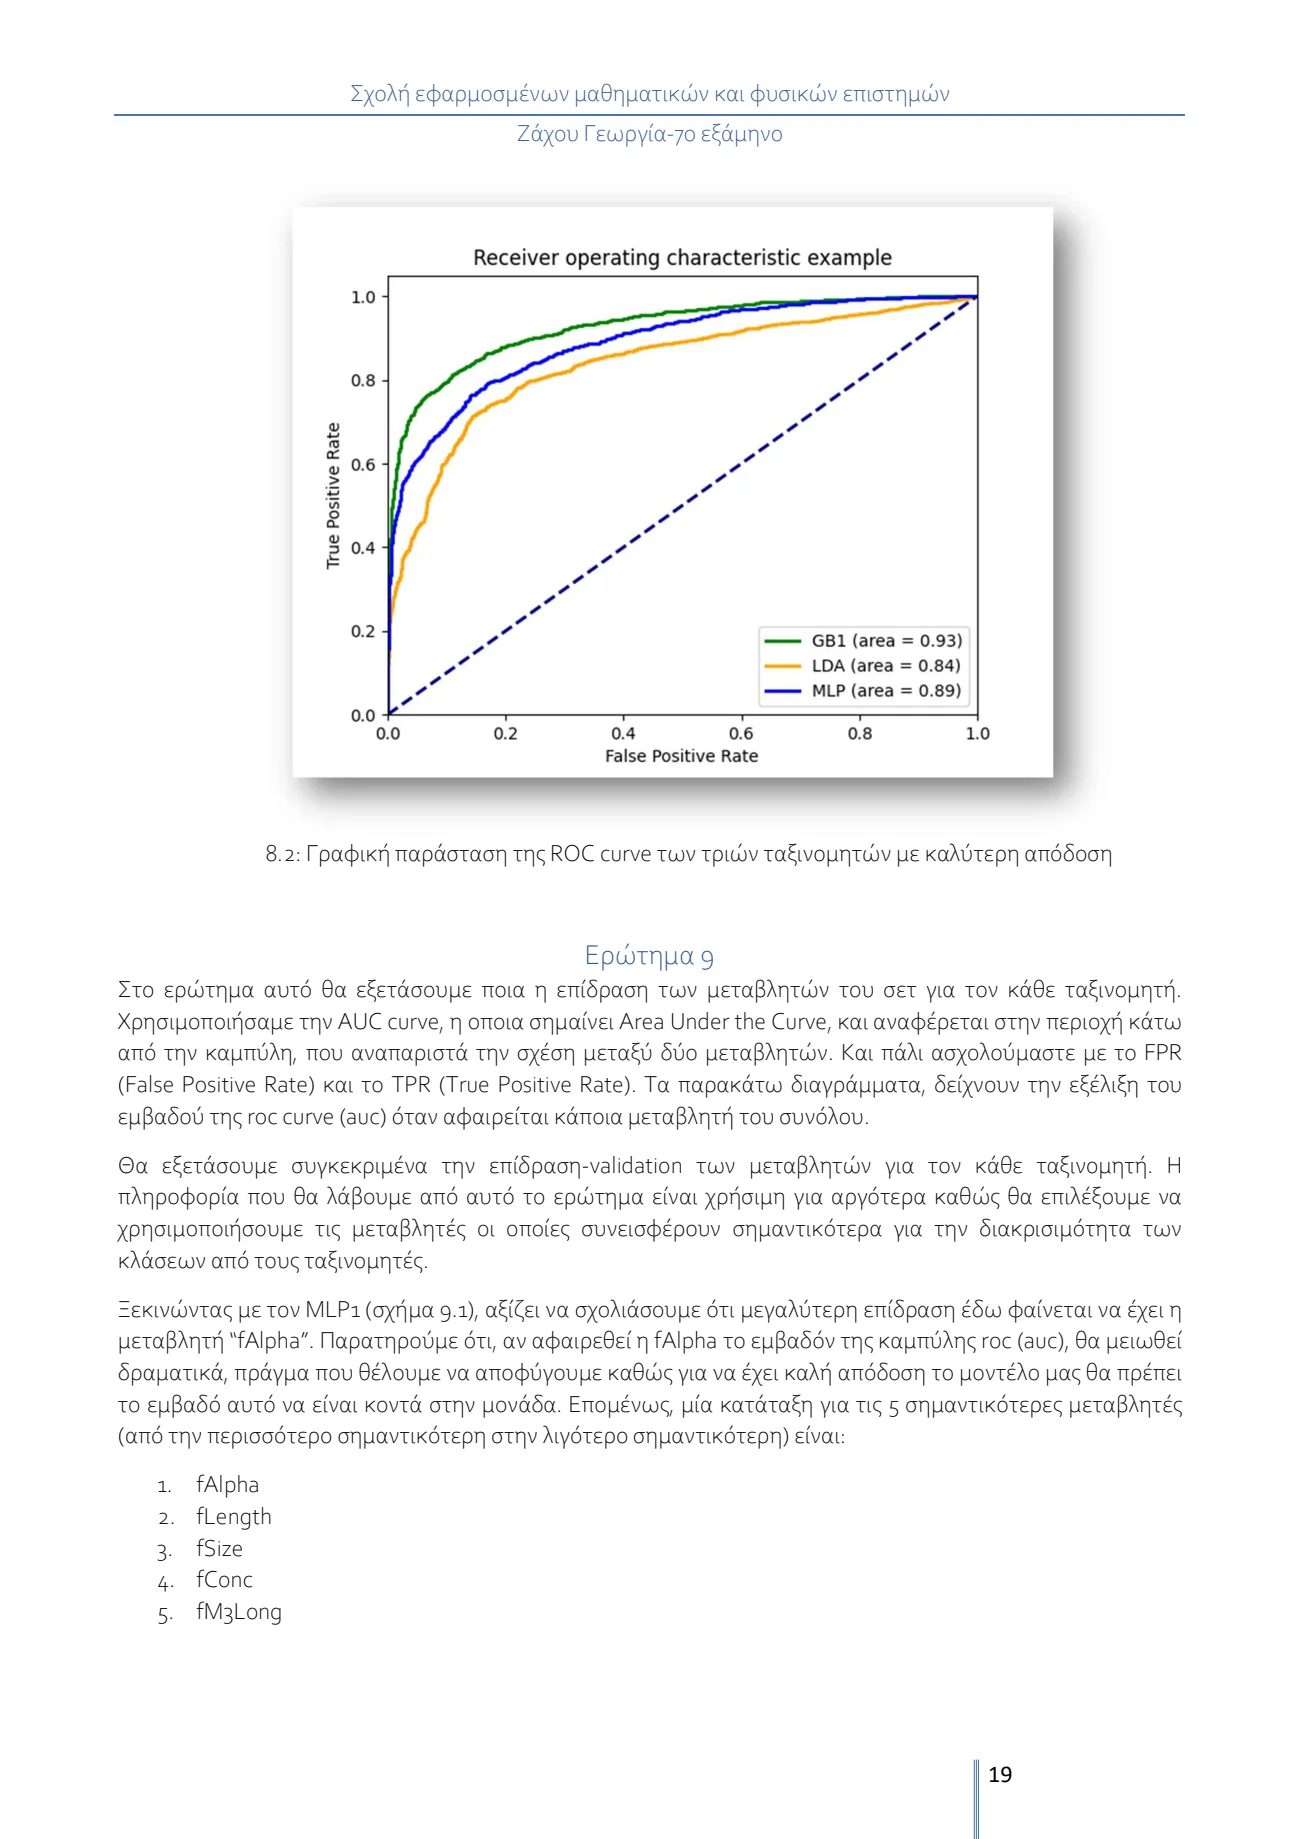 Σχολή εφαρμοσμένων μαθηματικών και φυσικών επιστημών
Ζάχου Γεωργία-7ο εξάμηνο
Receiver operating characteristic example
1.0
0.8
0.6
0.4
0.2
0.0
True Positive Rate
GB1 (area = 0.93)
LDA (area = 0.84)
MLP (area = 0.89)
0.0 0.2 0.4 0.6 0.8 1.0
False Positive Rate
8.2: Γραφική παράσταση της ROC curve των τριών ταξινομητών με καλύτερη απόδοση
Ερώτημα 9
Στο ερώτημα αυτό θα εξετάσουμε ποια η επίδραση των μεταβλητών του σετ για τον κάθε ταξινομητή.
Χρησιμοποιήσαμε την AUC curve, η οποια σημαίνει Area Under the Curve, και αναφέρεται στην περιοχή κάτω
από την καμπύλη, που αναπαριστά την σχέση μεταξύ δύο μεταβλητών. Και πάλι ασχολούμαστε με το FPR
(False Positive Rate) και το TPR (True Positive Rate). Τα παρακάτω διαγράμματα, δείχνουν την εξέλιξη του
εμβαδού της roc curve (auc) όταν αφαιρείται κάποια μεταβλητή του συνόλου.
Θα εξετάσουμε συγκεκριμένα την επίδραση-validation των μεταβλητών για τον κάθε ταξινομητή. Η
πληροφορία που θα λάβουμε από αυτό το ερώτημα είναι χρήσιμη για αργότερα καθώς θα επιλέξουμε να
χρησιμοποιήσουμε τις μεταβλητές οι οποίες συνεισφέρουν σημαντικότερα για την διακρισιμότητα των
κλάσεων από τους ταξινομητές.
Ξεκινώντας με τον MLP1 (σχήμα 9.1), αξίζει να σχολιάσουμε ότι μεγαλύτερη επίδραση έδω φαίνεται να έχει η
μεταβλητή “fAlpha”. Παρατηρούμε ότι, αν αφαιρεθεί η fAlpha το εμβαδόν της καμπύλης roc (auc), θα μειωθεί
δραματικά, πράγμα που θέλουμε να αποφύγουμε καθώς για να έχει καλή απόδοση το μοντέλο μας θα πρέπει
το εμβαδό αυτό να είναι κοντά στην μονάδα. Επομένως, μία κατάταξη για τις 5 σημαντικότερες μεταβλητές
(από την περισσότερο σημαντικότερη στην λιγότερο σημαντικότερη) είναι:
1. fAlpha
2. fLength
3. fSize
4. fConc
5. fM3Long
19